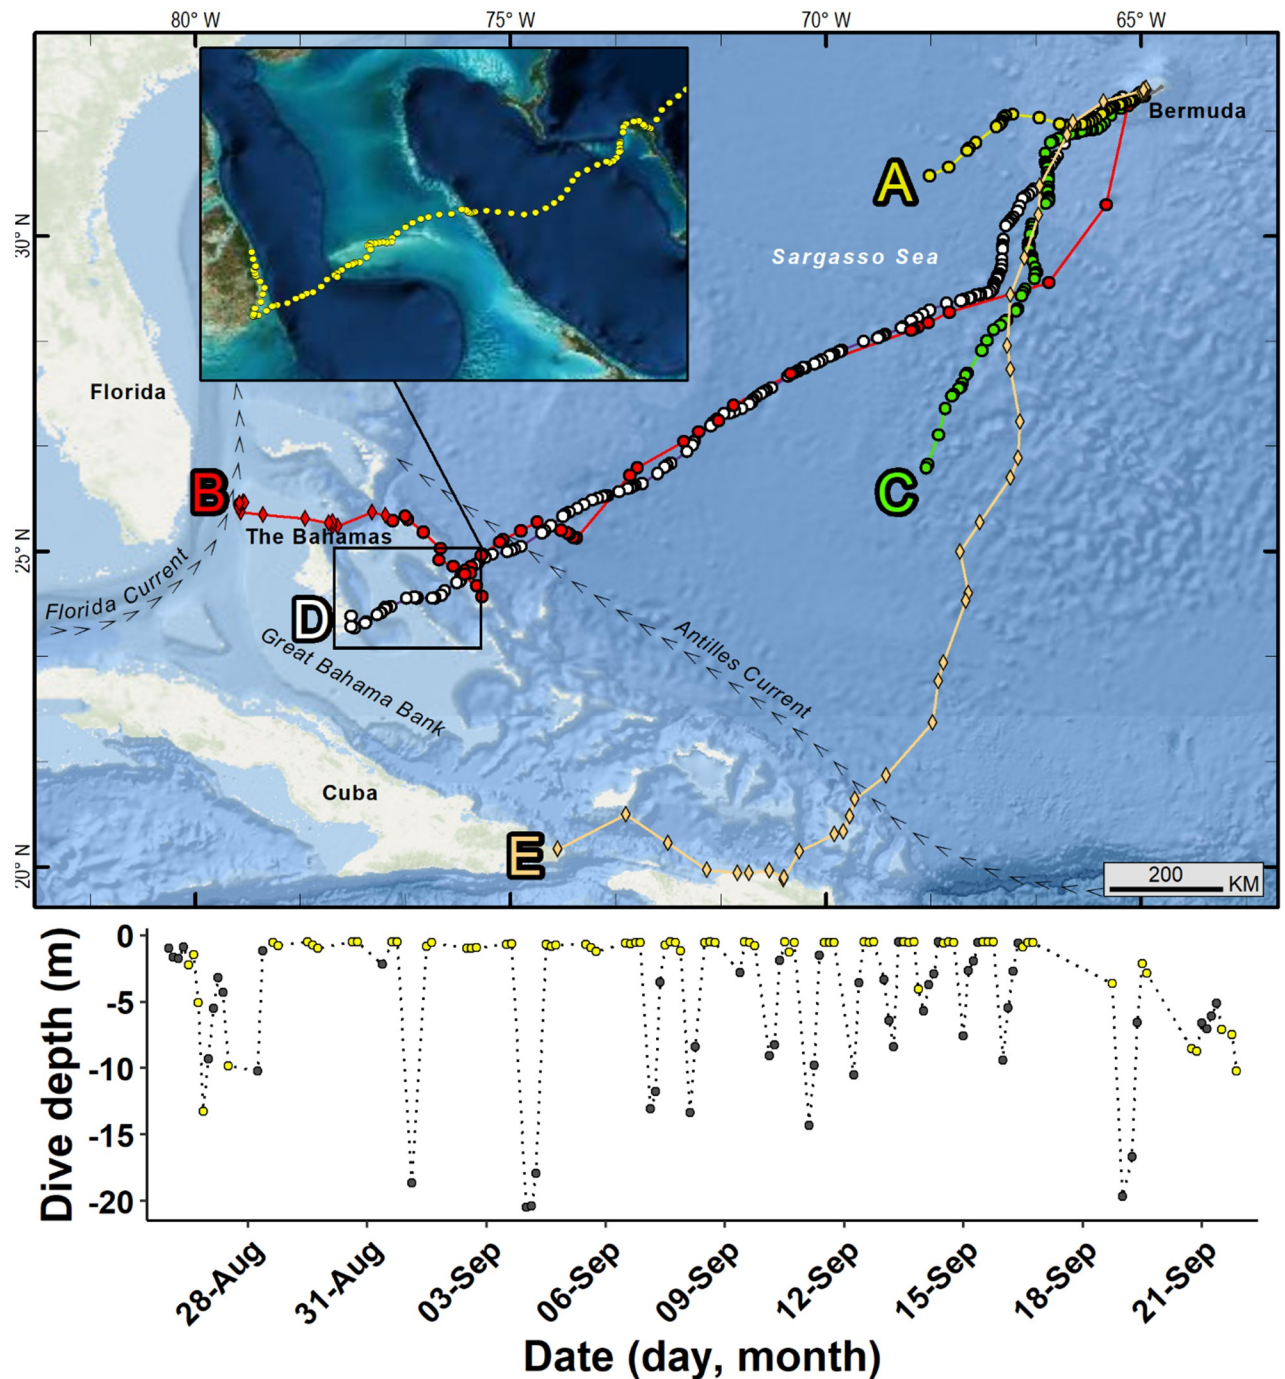 80° W 75° W 70° W 65° W
Bermuda
A
30° N
Sargasso Sea
Florida
B
C
The Bahamas
25° N
Florida Current
D
Antilles Current
Great Bahama Bank
Cuba
E
20° N
200 KM
Dive depth (m)
0
-5
-10
-15
-20
28-Aug 31-Aug 03-Sep 06-Sep 09-Sep 12-Sep 15-Sep 18-Sep 21-Sep
Date (day, month)